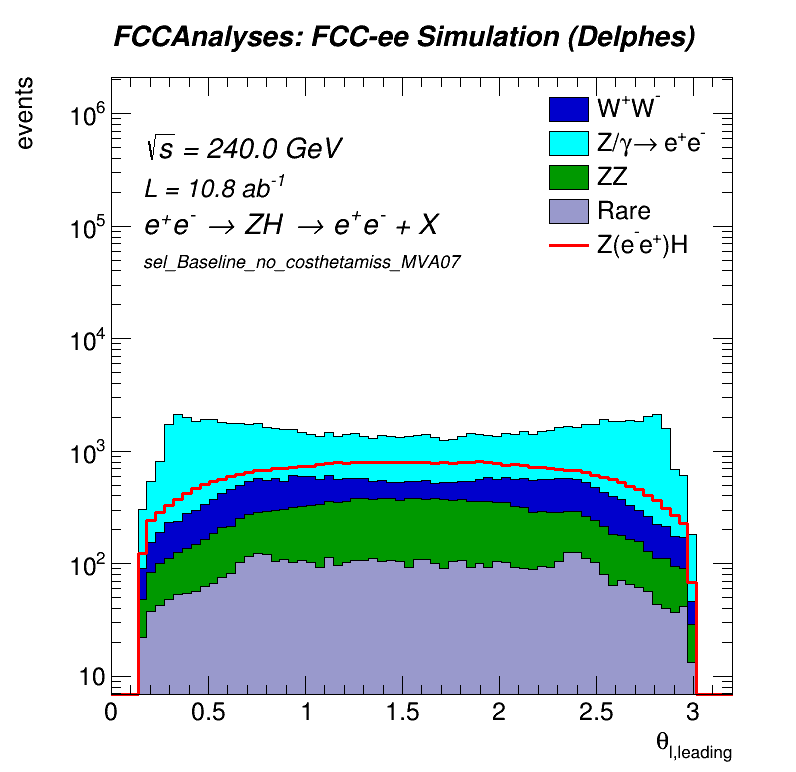 FCCAnalyses: FCC-ee Simulation (Delphes)
events
10⁶
10⁵
10⁴
10³
10²
10
√s = 240.0 GeV
L = 10.8 ab⁻¹
e⁺e⁻ → ZH → e⁺e⁻ + X
sel_Baseline_no_costhetamiss_MVA07
W⁺W⁻
Z/γ→ e⁺e⁻
ZZ
Rare
Z(e⁻e⁺)H
0 0.5 1 1.5 2 2.5 3
θ_l,leading